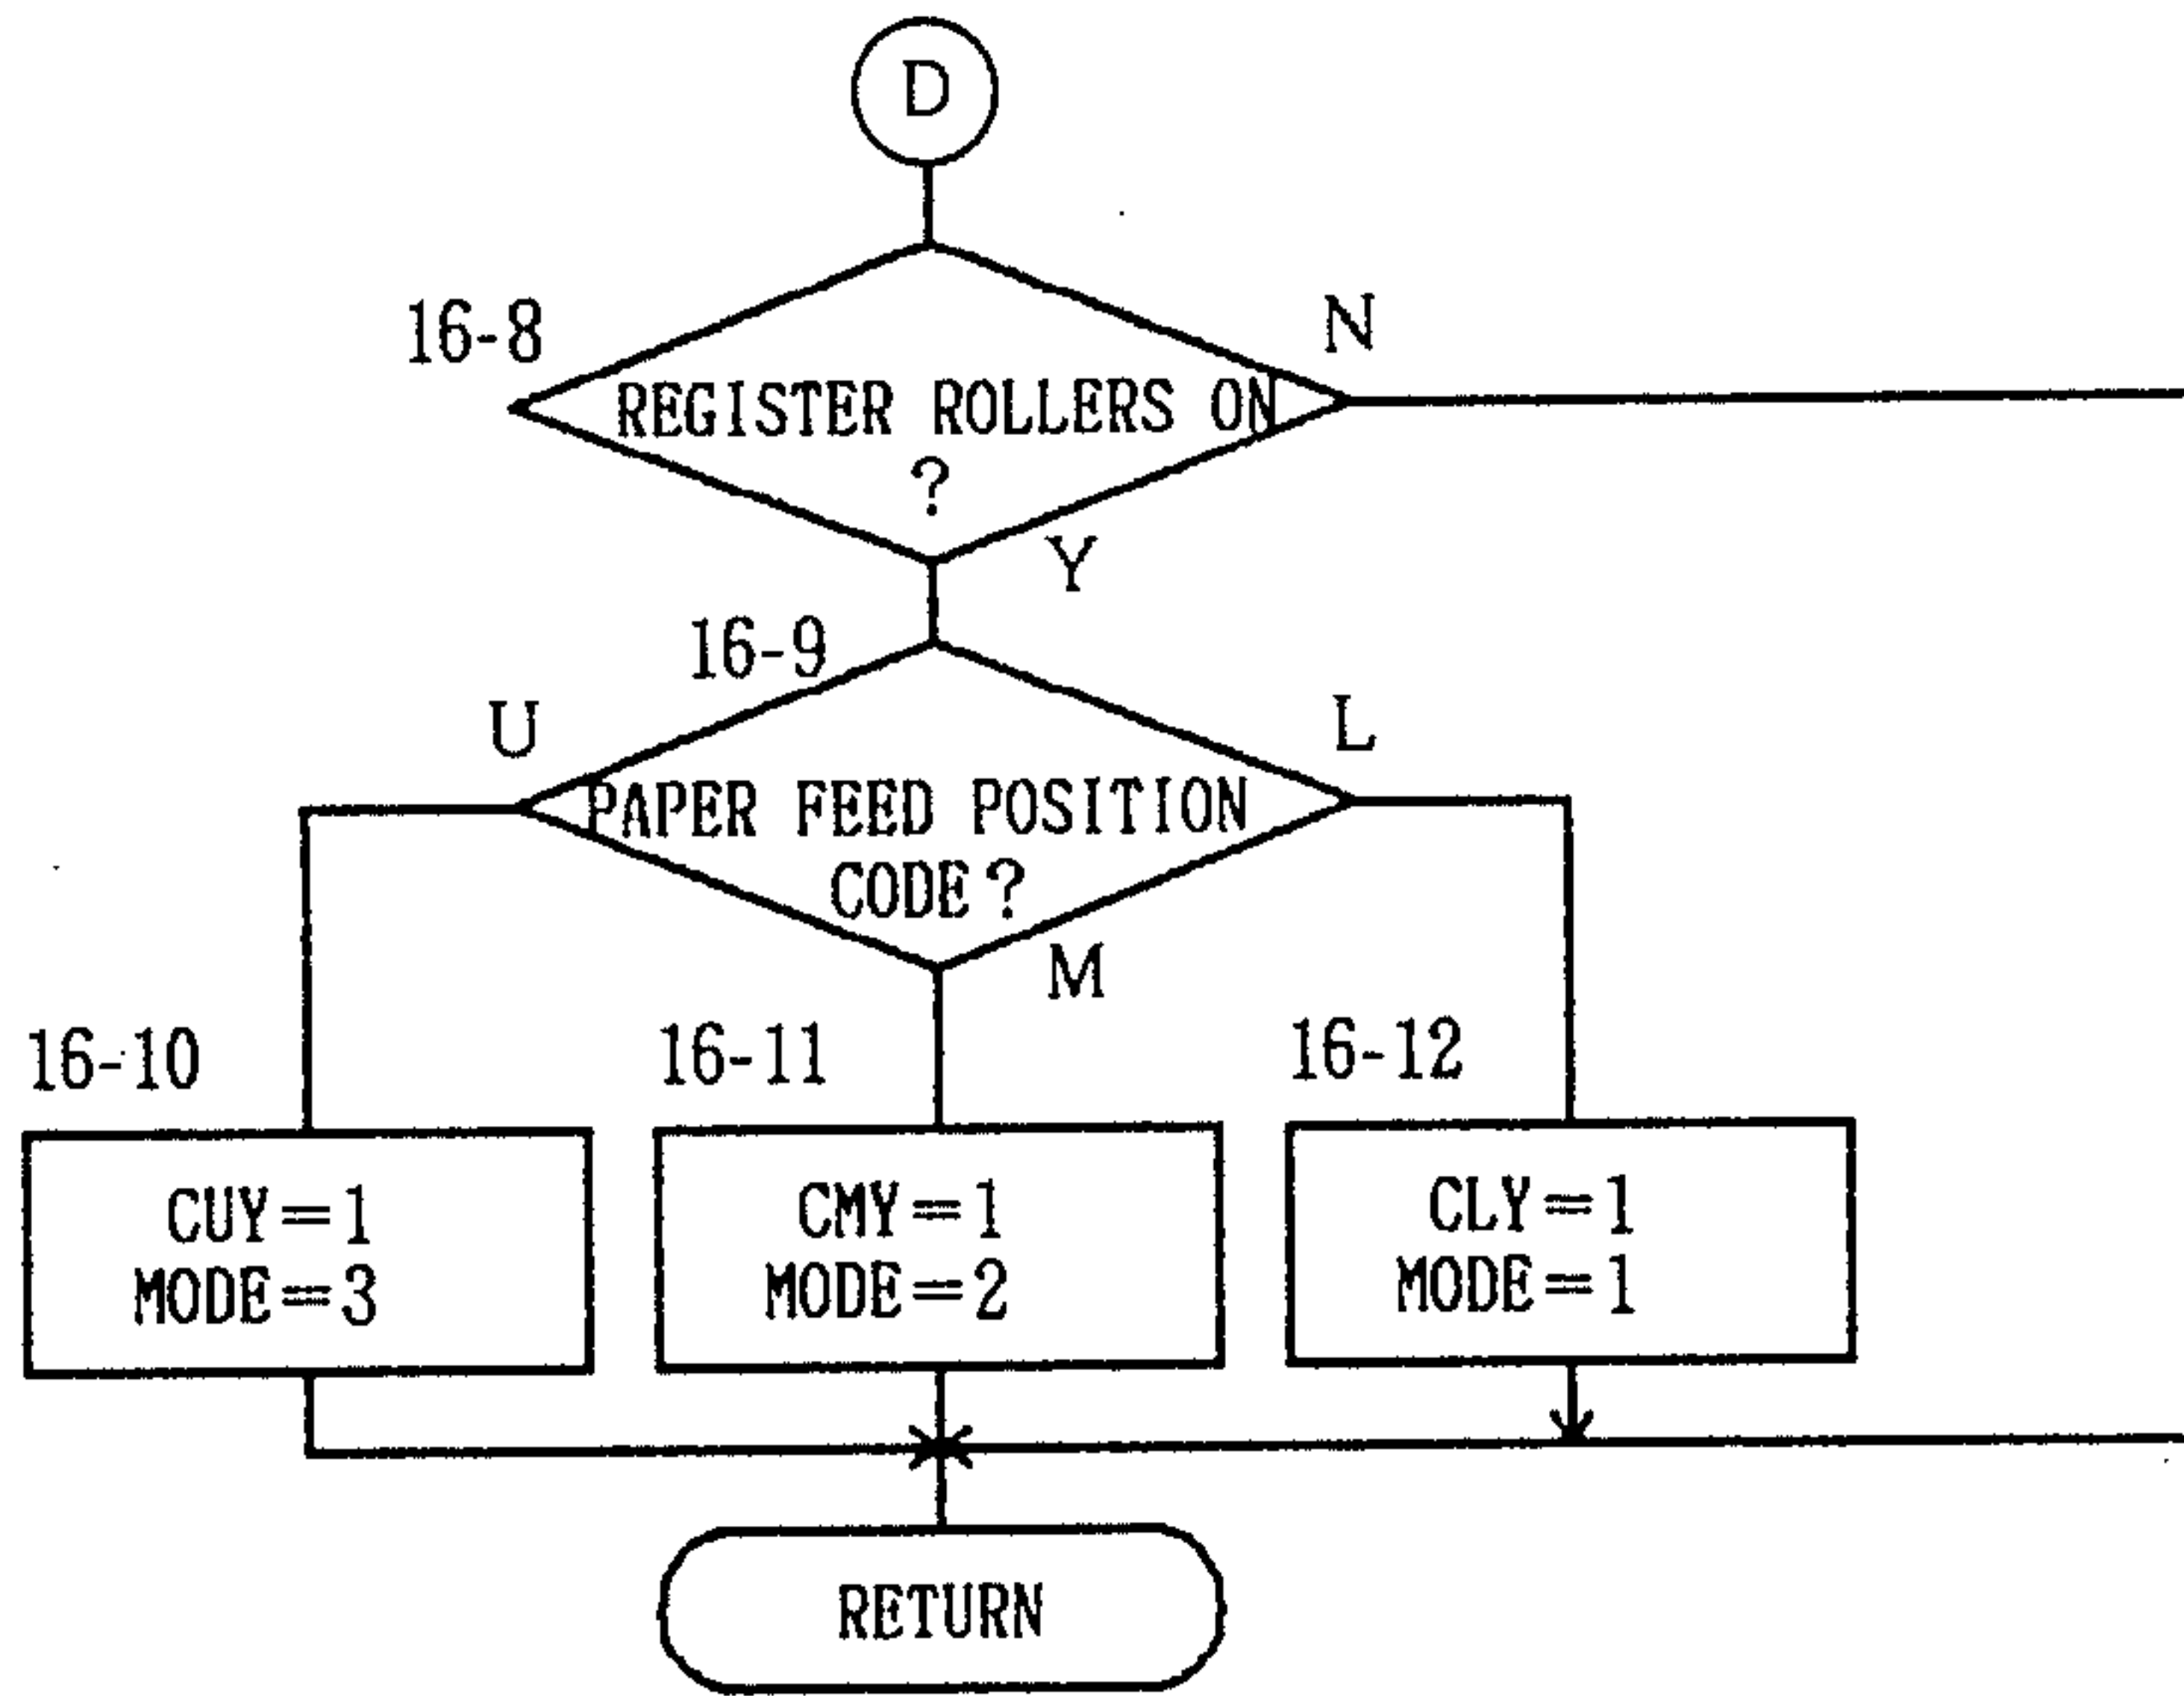 D
16-8
N
REGISTER ROLLERS ON
?
Y
16-9
U
L
PAPER FEED POSITION
CODE?
M
16-10
16-11
16-12
CUY=1
MODE=3
CMY=1
MODE=2
CLY=1
MODE=1
RETURN